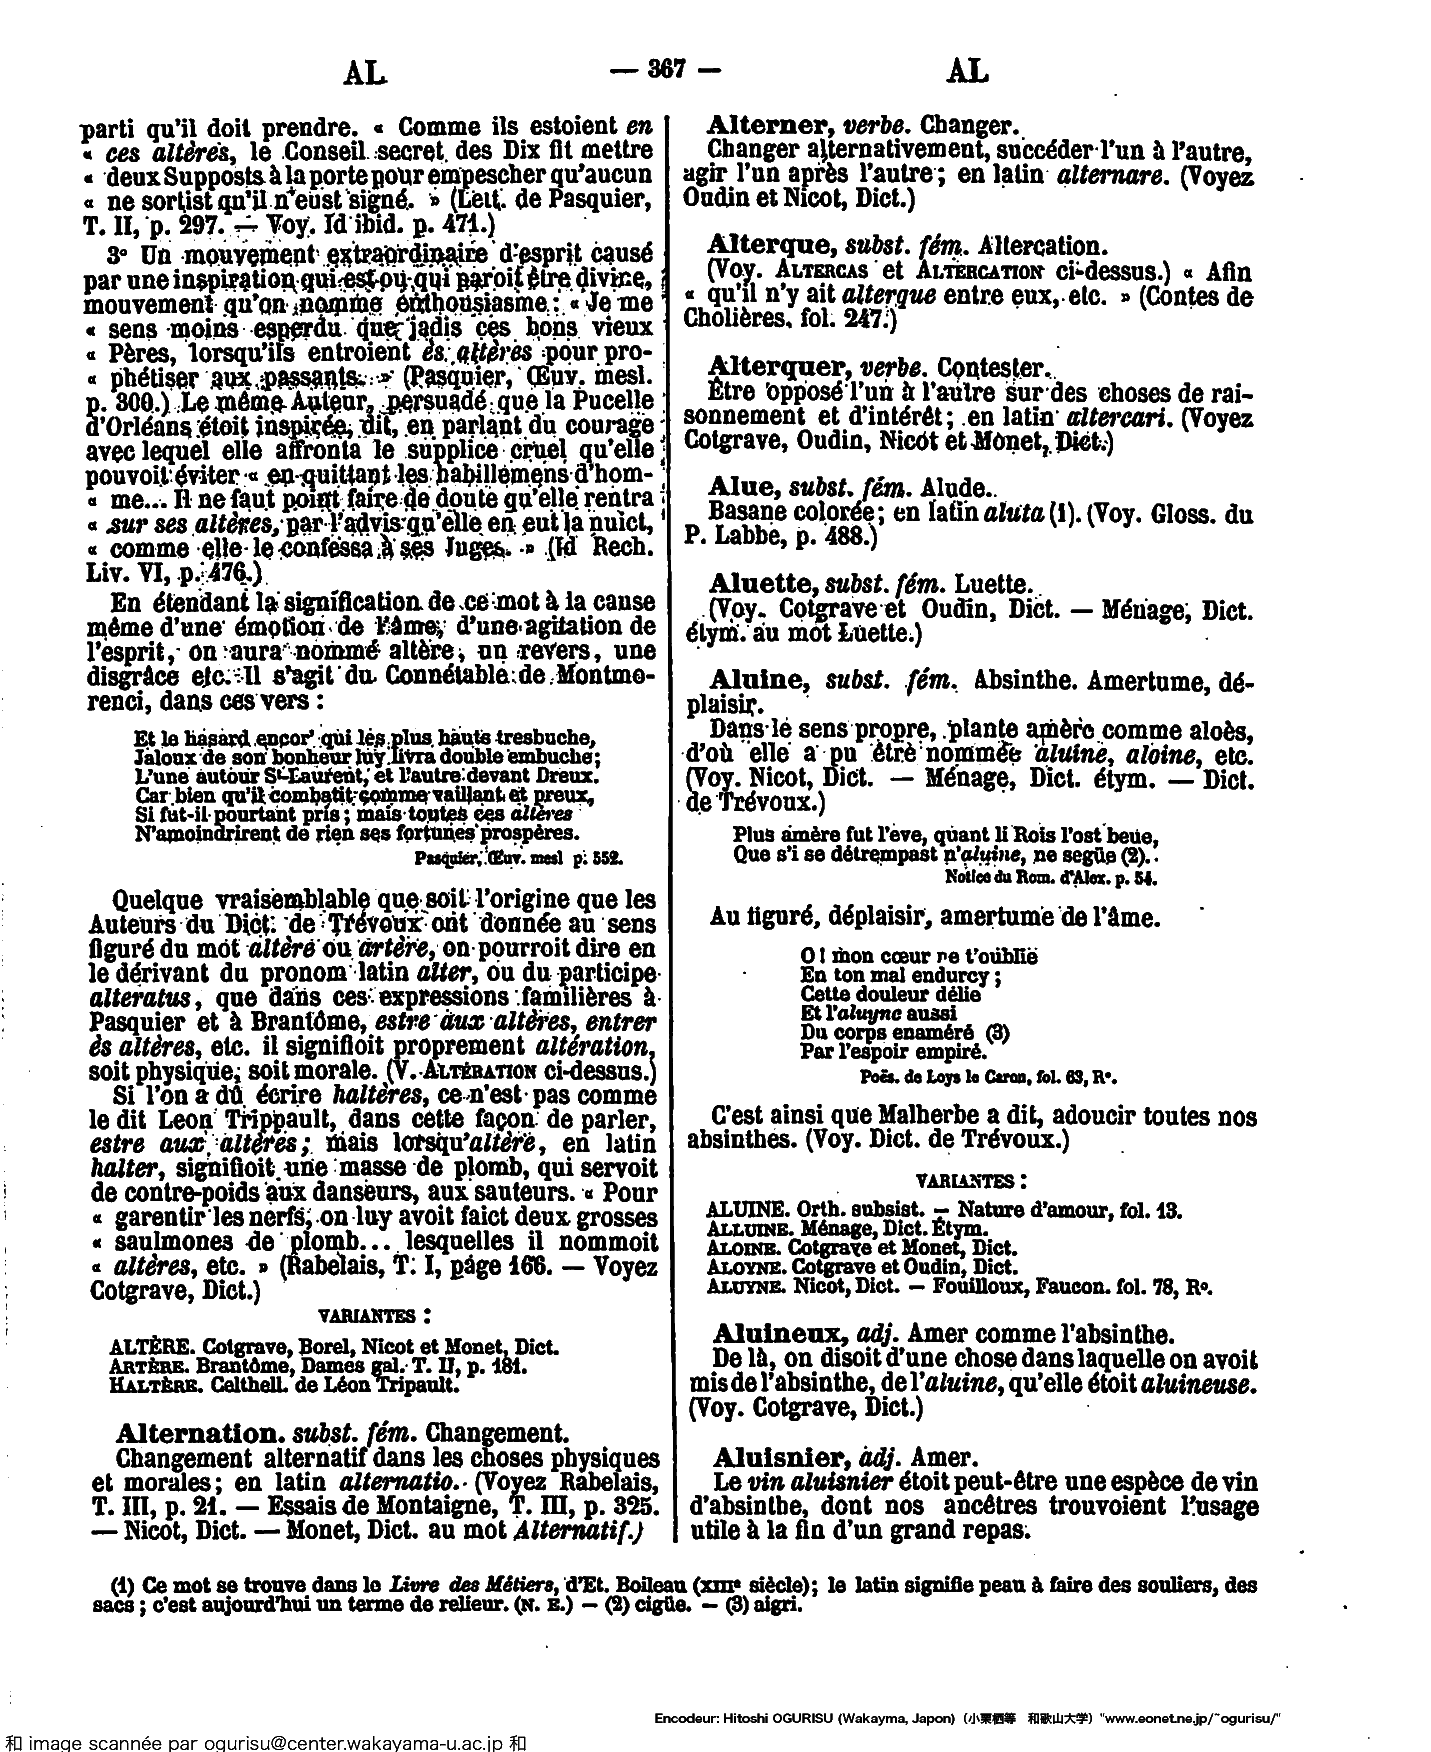 AL — 367 — AL
parti qu'il doit prendre. « Comme ils estoient en
« ces altères, le Conseil secret des Dix fit mettre
« deux Supposts à la porte pour empescher qu'aucun
« ne sortist qu'il n'eust signé. » (Lett. de Pasquier,
T. II, p. 297. — Voy. Id ibid. p. 471.)
3° Un mouvement extraordinaire d'esprit causé
par une inspiration qui est ou qui paroit être divine,
mouvement qu'on nomme enthousiasme : « Je me
« sens moins esperdu que jadis ces bons vieux
« Pères, lorsqu'ils entroient ès altères pour pro-
« phétiser aux passants. » (Pasquier, Œuv. mesl.
p. 300.) Le même Auteur, persuadé que la Pucelle
d'Orléans étoit inspirée, dit, en parlant du courage
avec lequel elle affronta le supplice cruel qu'elle
pouvoit éviter « en quittant les habillemens d'hom-
« me... Il ne faut point faire de doute qu'elle rentra
« sur ses altères, par l'advis qu'elle en eut la nuict,
« comme elle le confessa à ses Juges. » (Id Rech.
Liv. VI, p. 476.)
En étendant la signification de ce mot à la cause
même d'une émotion de l'âme, d'une agitation de
l'esprit, on aura nommé altère, un revers, une
disgrâce etc. Il s'agit du Connétable de Montmo-
renci, dans ces vers :
Et le hasard encor' qui les plus hauts tresbuche,
Jaloux de son bonheur luy livra double embuche ;
L'une autour St-Laurent, et l'autre devant Dreux.
Car bien qu'il combatit comme vaillant et preux,
Si fut-il pourtant pris ; mais toutes ces altères
N'amoindrirent de rien ses fortunes prospères.
Pasquier, Œuv. mesl p. 552.
Quelque vraisemblable que soit l'origine que les
Auteurs du Dict. de Trévoux ont donnée au sens
figuré du mot altère ou artère, on pourroit dire en
le dérivant du pronom latin alter, ou du participe
alteratus, que dans ces expressions familières à
Pasquier et à Brantôme, estre aux altères, entrer
ès altères, etc. il signifioit proprement altération,
soit physique, soit morale. (V. ALTÉRATION ci-dessus.)
Si l'on a dû écrire haltères, ce n'est pas comme
le dit Leon Trippault, dans cette façon de parler,
estre aux altères ; mais lorsqu'altère, en latin
halter, signifioit une masse de plomb, qui servoit
de contre-poids aux danseurs, aux sauteurs. « Pour
« garentir les nerfs, on luy avoit faict deux grosses
« saulmones de plomb... lesquelles il nommoit
« altères, etc. » (Rabelais, T. I, page 166. — Voyez
Cotgrave, Dict.)
VARIANTES :
ALTÈRE. Cotgrave, Borel, Nicot et Monet, Dict.
ARTÈRE. Brantôme, Dames gal. T. II, p. 181.
HALTÈRE. Celthell. de Léon Tripault.
Alternation. subst. fém. Changement.
Changement alternatif dans les choses physiques
et morales ; en latin alternatio. (Voyez Rabelais,
T. III, p. 21. — Essais de Montaigne, T. III, p. 325.
— Nicot, Dict. — Monet, Dict. au mot Alternatif.)
Alterner, verbe. Changer.
Changer alternativement, succéder l'un à l'autre,
agir l'un après l'autre ; en latin alternare. (Voyez
Oudin et Nicot, Dict.)
Alterque, subst. fém. Altercation.
(Voy. ALTERCAS et ALTERCATION ci-dessus.) « Afin
« qu'il n'y ait alterque entre eux, etc. » (Contes de
Cholières, fol. 247.)
Alterquer, verbe. Contester.
Être opposé l'un à l'autre sur des choses de rai-
sonnement et d'intérêt ; en latin altercari. (Voyez
Cotgrave, Oudin, Nicot et Monet, Dict.)
Alue, subst. fém. Alude.
Basane colorée ; en latin aluta (1). (Voy. Gloss. du
P. Labbe, p. 488.)
Aluette, subst. fém. Luette.
(Voy. Cotgrave et Oudin, Dict. — Ménage, Dict.
étym. au mot Luette.)
Aluine, subst. fém. Absinthe. Amertume, dé-
plaisir.
Dans le sens propre, plante amère comme aloès,
d'où elle a pu être nommée aluine, aloine, etc.
(Voy. Nicot, Dict. — Ménage, Dict. étym. — Dict.
de Trévoux.)
Plus amère fut l'eve, quant li Rois l'ost beüe,
Que s'i se détrempast n'aluine, ne següe (2).
Notice du Rom. d'Alex. p. 54.
Au figuré, déplaisir, amertume de l'âme.
O ! mon cœur ne t'oublie
En ton mal endurcy ;
Cette douleur délie
Et l'aluyne aussi
Du corps enaméré (3)
Par l'espoir empiré.
Poës. de Loys le Caron, fol. 63, R°.
C'est ainsi que Malherbe a dit, adoucir toutes nos
absinthes. (Voy. Dict. de Trévoux.)
VARIANTES :
ALUINE. Orth. subsist. — Nature d'amour, fol. 13.
ALLUINE. Ménage, Dict. Étym.
ALOINE. Cotgrave et Monet, Dict.
ALOYNE. Cotgrave et Oudin, Dict.
ALUYNE. Nicot, Dict. — Fouilloux, Faucon. fol. 78, R°.
Aluineux, adj. Amer comme l'absinthe.
De là, on disoit d'une chose dans laquelle on avoit
mis de l'absinthe, de l'aluine, qu'elle étoit aluineuse.
(Voy. Cotgrave, Dict.)
Aluisnier, adj. Amer.
Le vin aluisnier étoit peut-être une espèce de vin
d'absinthe, dont nos ancêtres trouvoient l'usage
utile à la fin d'un grand repas.
(1) Ce mot se trouve dans le Livre des Métiers, d'Et. Boileau (XIIIe siècle) ; le latin signifie peau à faire des souliers, des
sacs ; c'est aujourd'hui un terme de relieur. (N. E.) — (2) cigüe. — (3) aigri.
Encodeur: Hitoshi OGURISU (Wakayma, Japon)（小栗栖等 和歌山大学）"www.eonet.ne.jp/~ogurisu/"
和 image scannée par ogurisu@center.wakayama-u.ac.jp 和